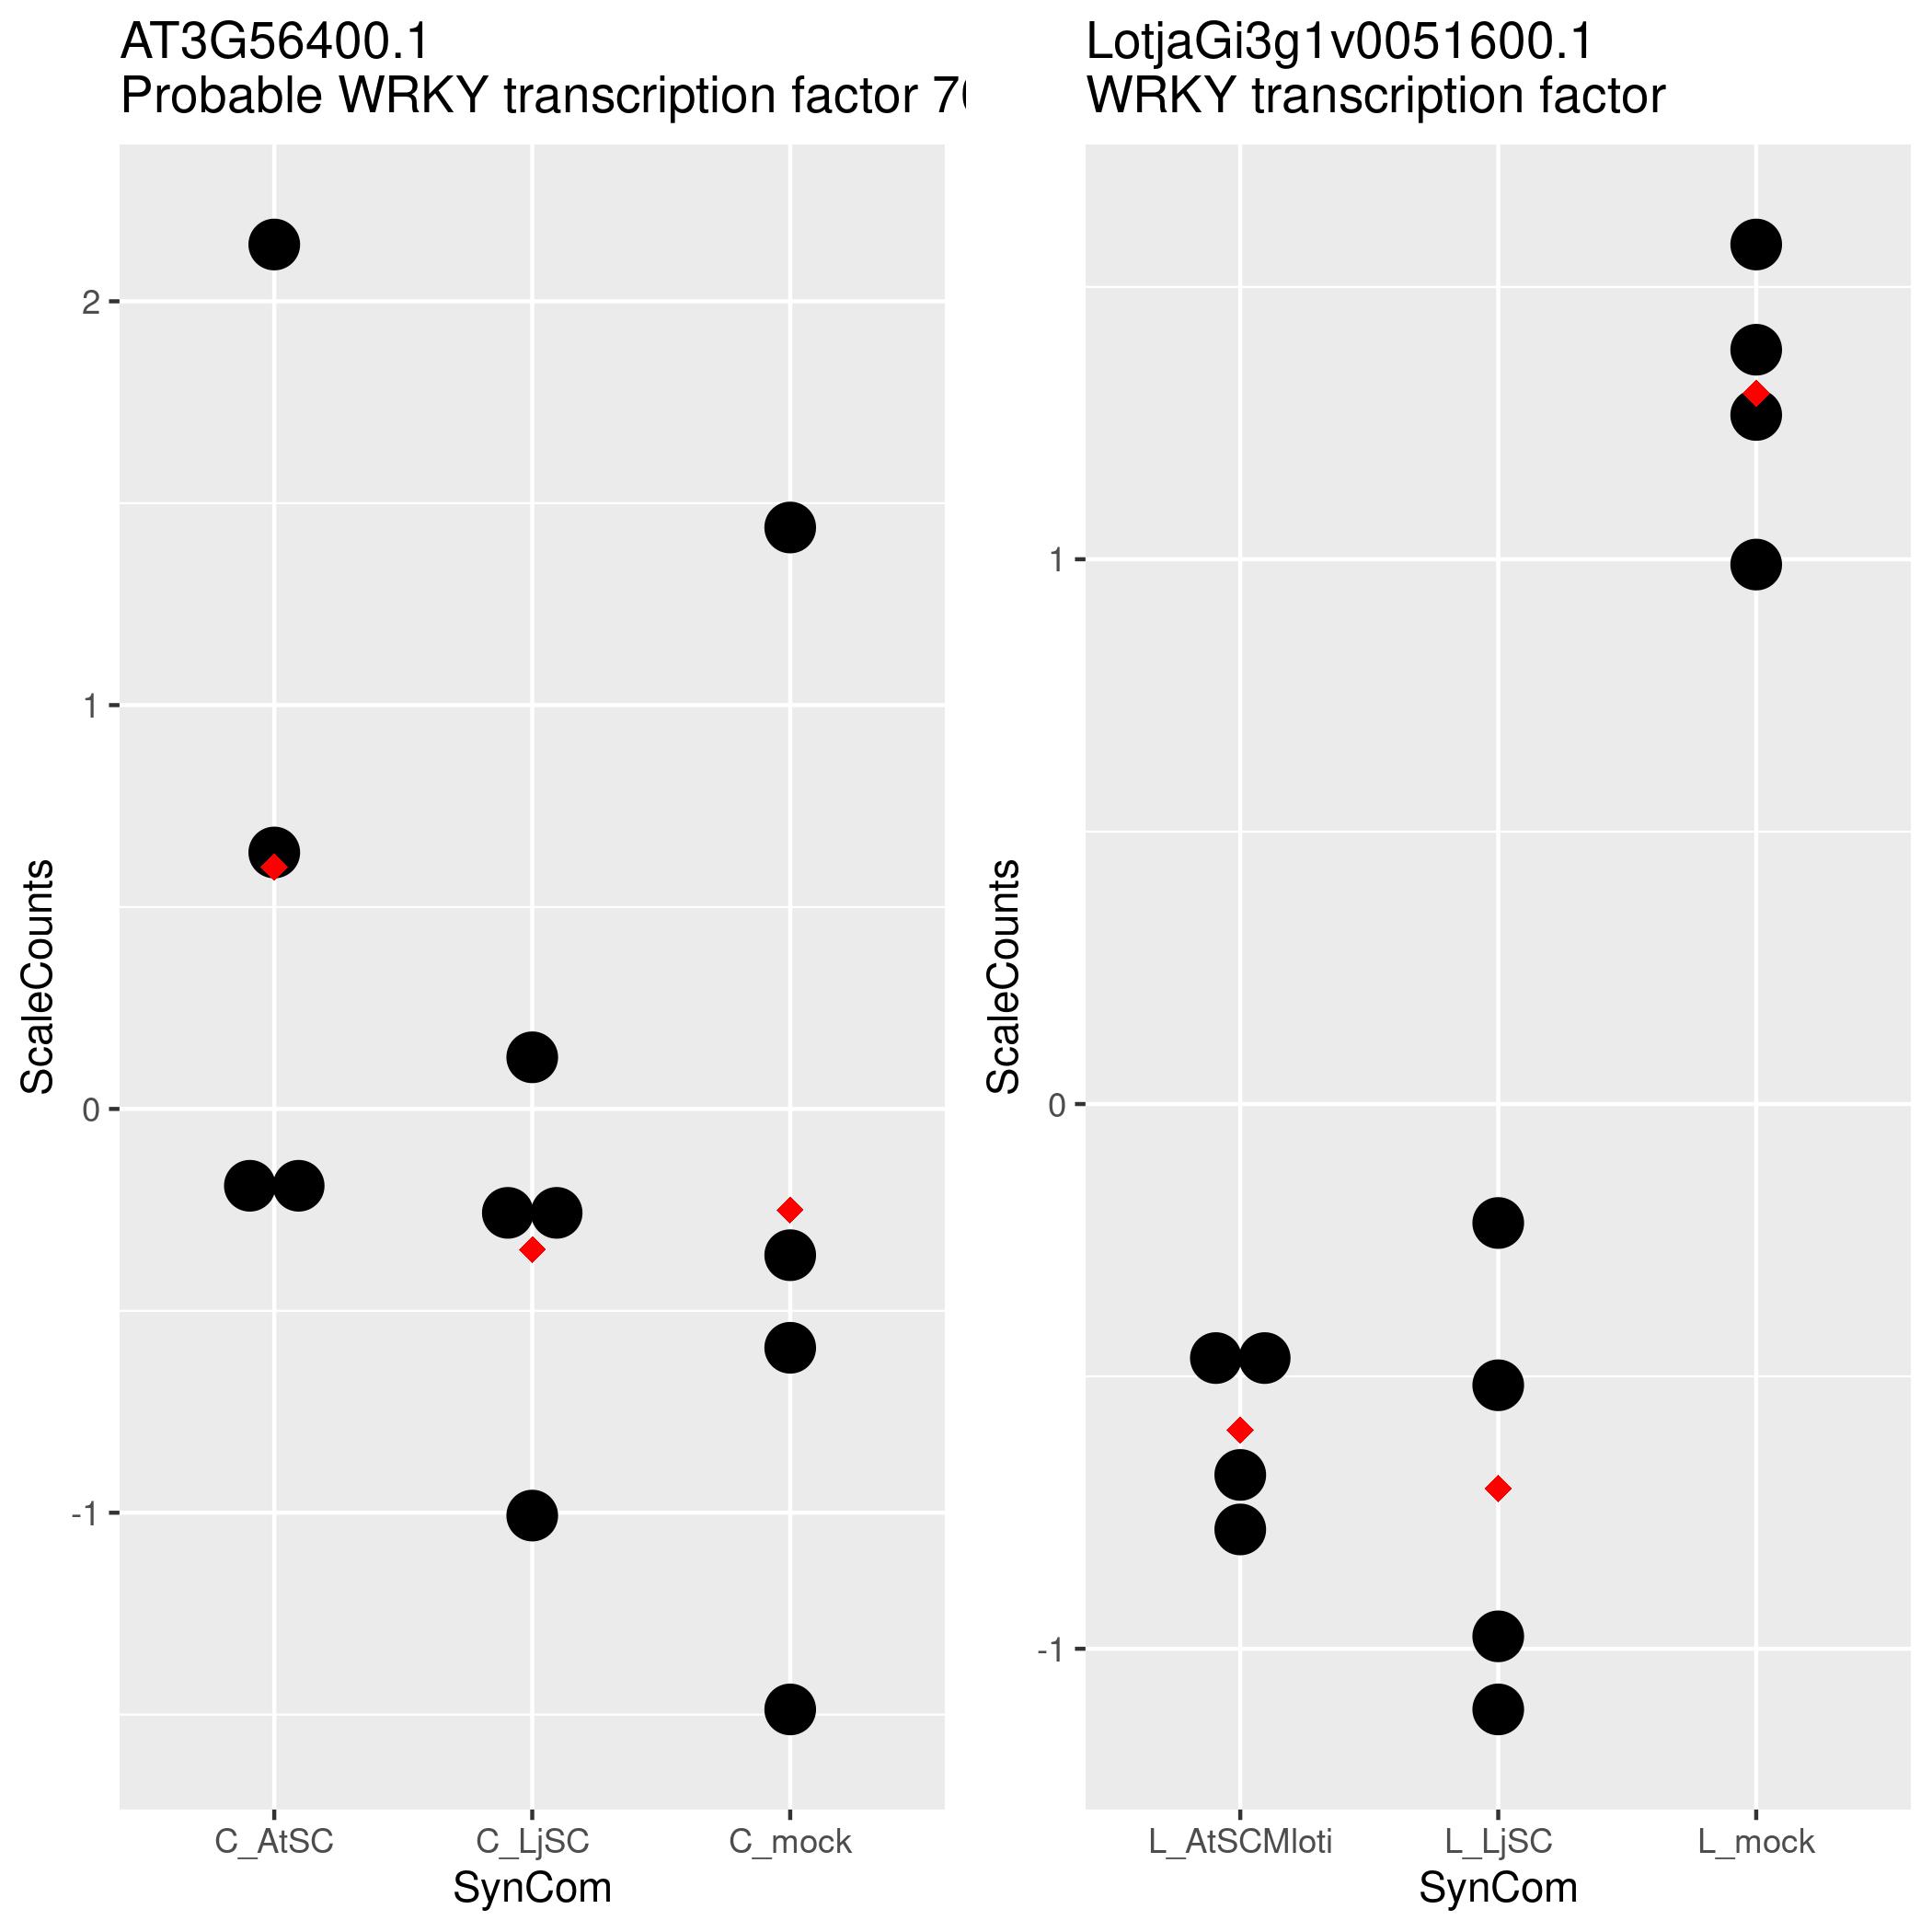 AT3G56400.1
Probable WRKY transcription factor
ScaleCounts
2
1
0
-1
C_AtSC
C_LjSC
C_mock
SynCom
LotjaGi3g1v0051600.1
WRKY transcription factor
ScaleCounts
1
0
-1
L_AtSCMloti
L_LjSC
L_mock
SynCom